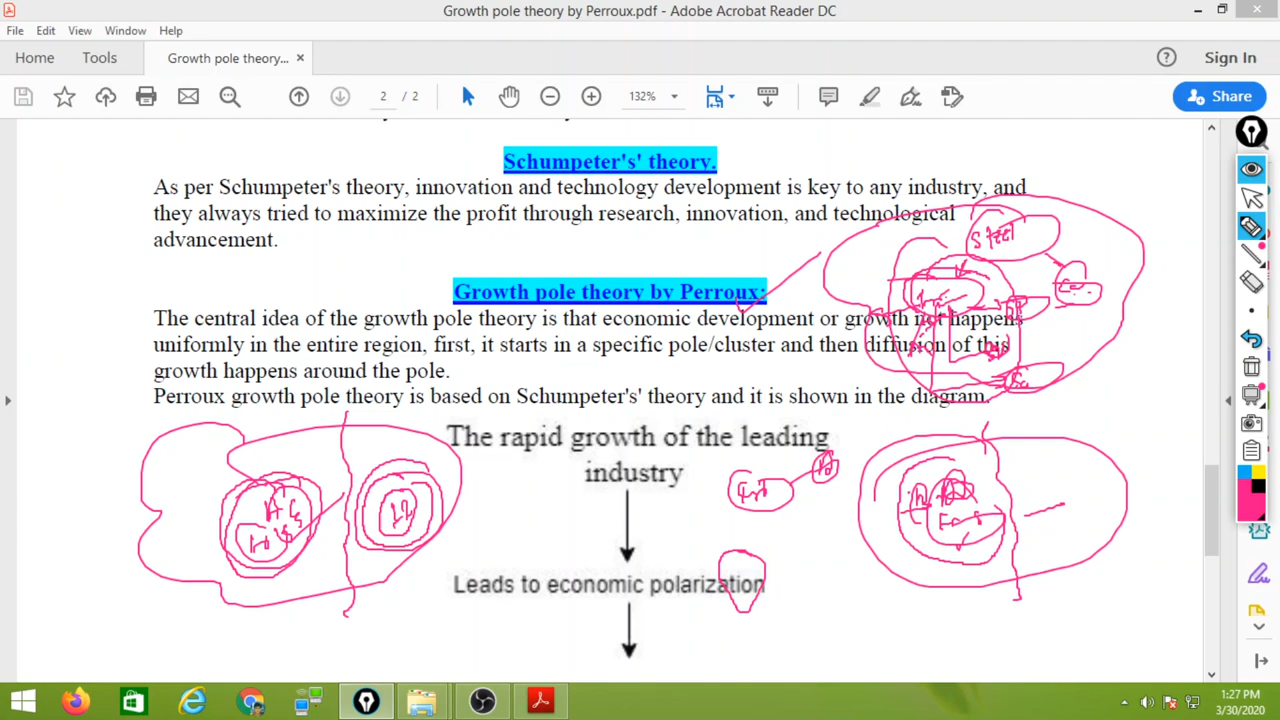 Growth pole theory by Perroux.pdf - Adobe Acrobat Reader DC
File Edit View Window Help
Home Tools Growth pole theory... × Sign In
2 / 2 132% Share
Schumpeter's' theory.
As per Schumpeter's theory, innovation and technology development is key to any industry, and
they always tried to maximize the profit through research, innovation, and technological
advancement.
Steel
Growth pole theory by Perroux:
The central idea of the growth pole theory is that economic development or growth not happens
uniformly in the entire region, first, it starts in a specific pole/cluster and then diffusion of this
growth happens around the pole.
Perroux growth pole theory is based on Schumpeter's' theory and it is shown in the diagram.
The rapid growth of the leading
industry
Leads to economic polarization
1:27 PM
3/30/2020